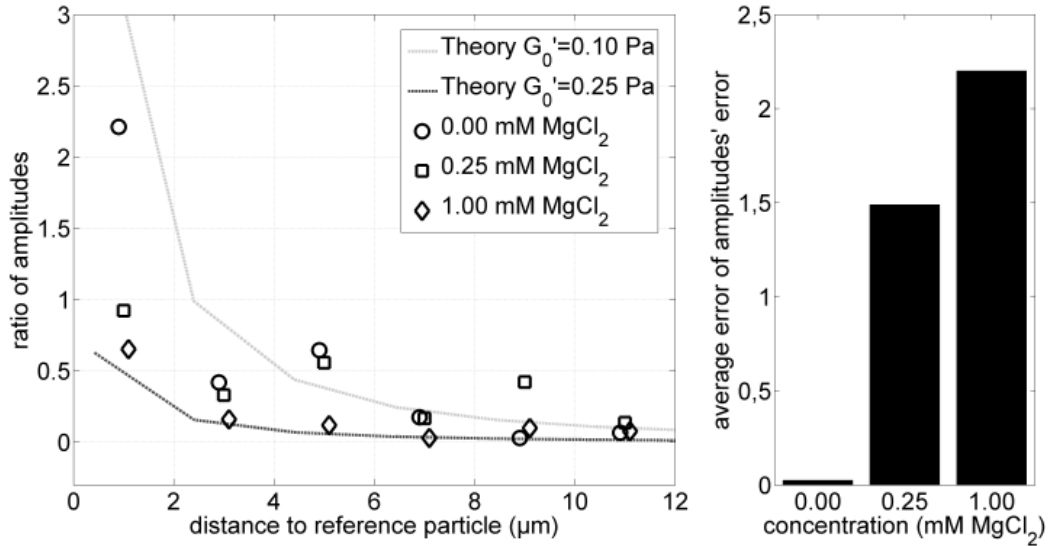 3
2.5
2
1.5
1
0.5
0
0 2 4 6 8 10 12
ratio of amplitudes
distance to reference particle (µm)
Theory G0'=0.10 Pa
Theory G0'=0.25 Pa
0.00 mM MgCl2
0.25 mM MgCl2
1.00 mM MgCl2
2,5
2
1,5
1
0,5
0
0.00 0.25 1.00
average error of amplitudes' error
concentration (mM MgCl2)